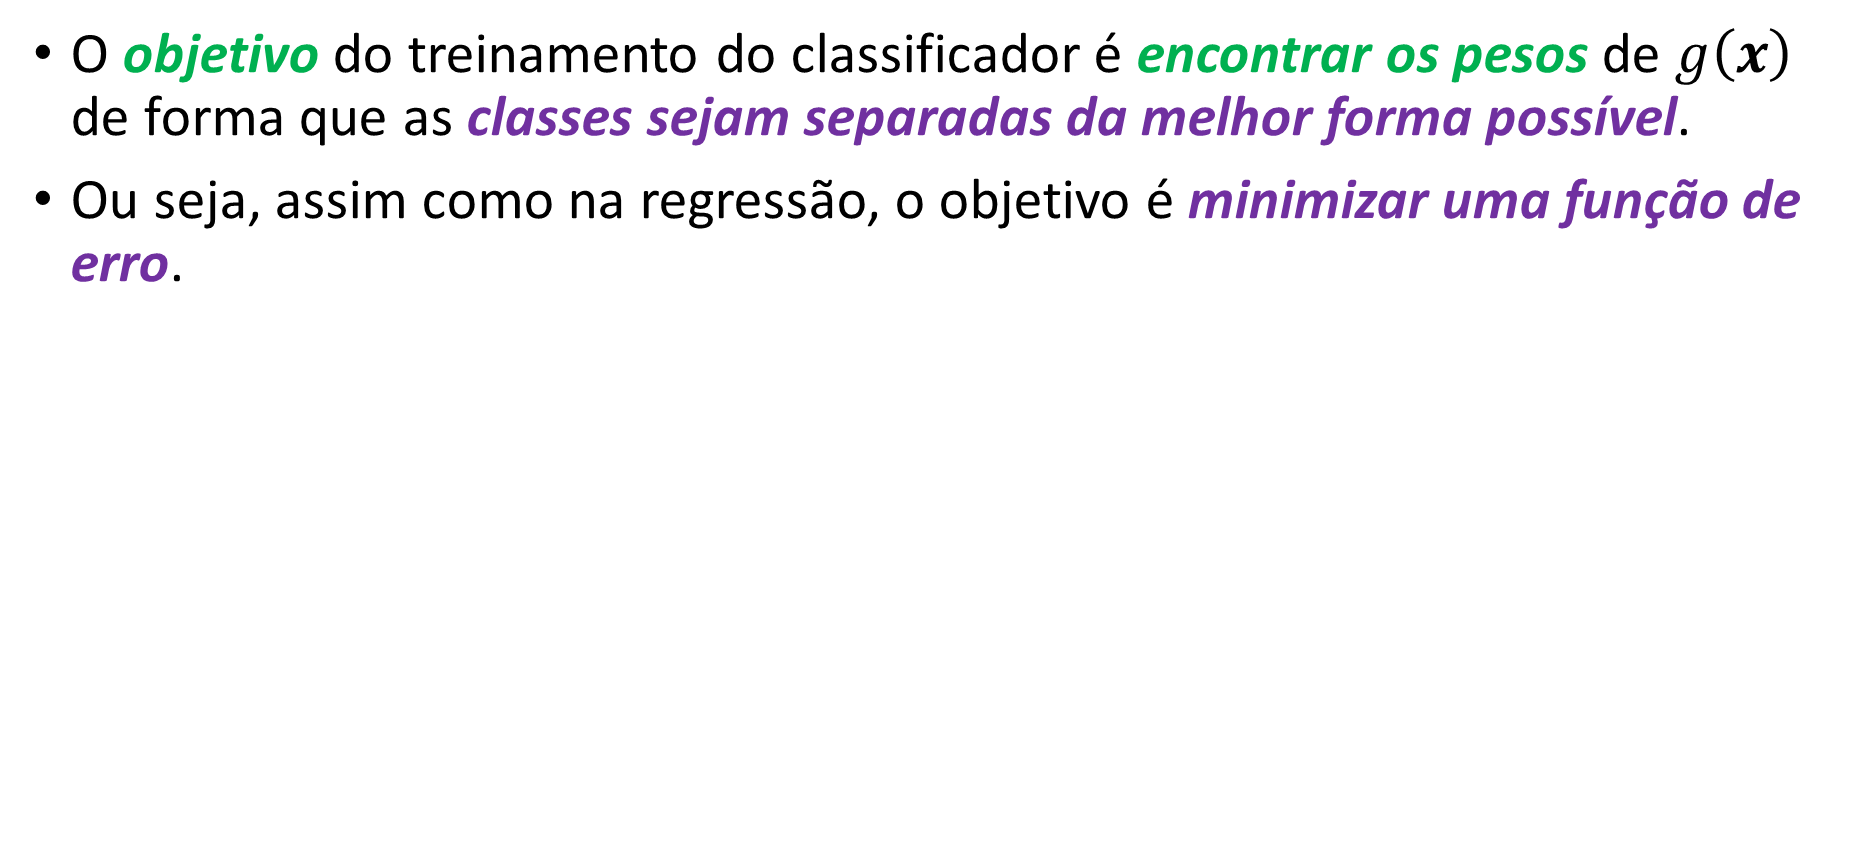 • O objetivo do treinamento do classificador é encontrar os pesos de g(x)
de forma que as classes sejam separadas da melhor forma possível.
• Ou seja, assim como na regressão, o objetivo é minimizar uma função de
erro.